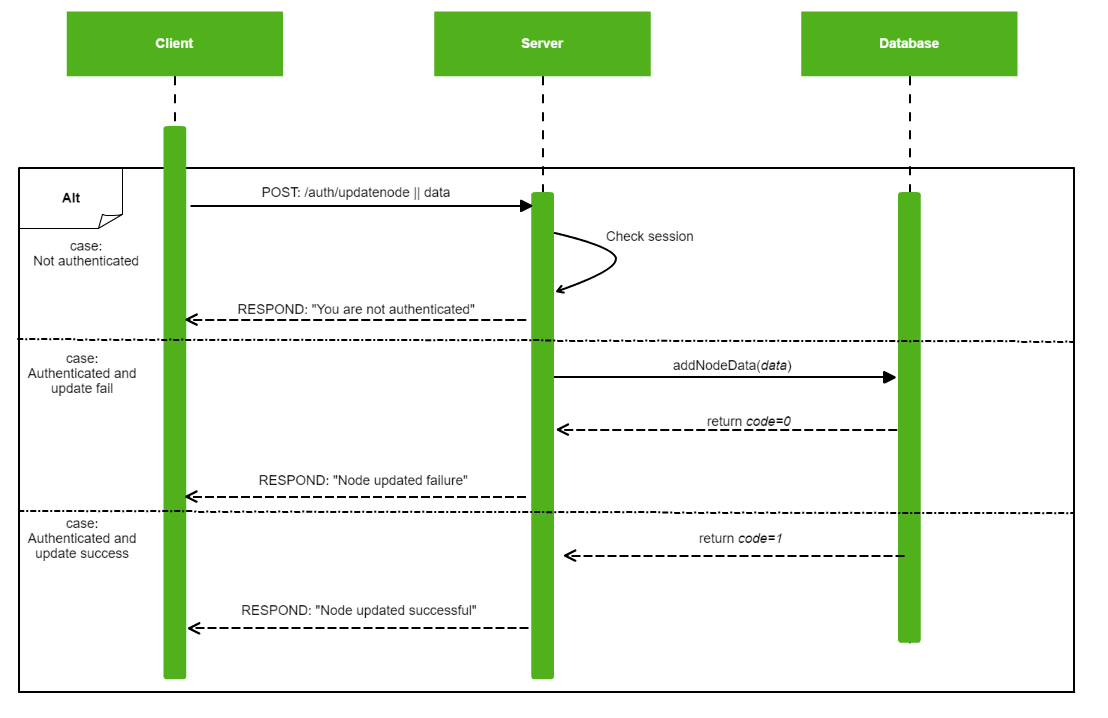 Client
Server
Database
Alt
POST: /auth/updatenode || data
case:
Not authenticated
Check session
RESPOND: "You are not authenticated"
case:
Authenticated and
update fail
addNodeData(data)
return code=0
RESPOND: "Node updated failure"
case:
Authenticated and
update success
return code=1
RESPOND: "Node updated successful"